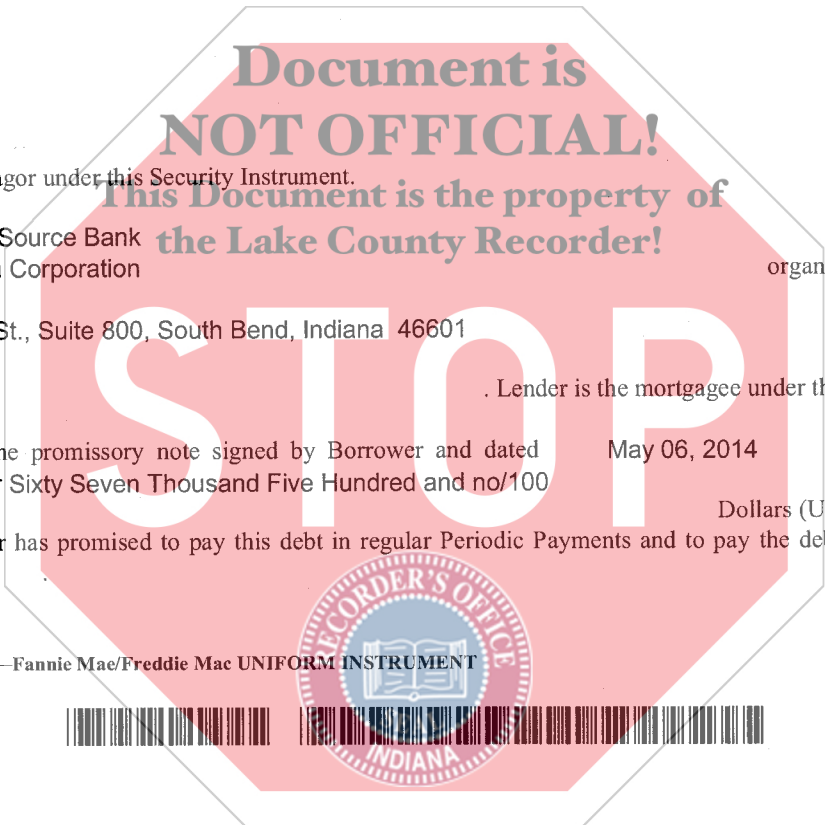 Document is
NOT OFFICIAL!
gor under this Security Instrument.
This Document is the property of
Source Bank
the Lake County Recorder!
Corporation
organ
St., Suite 800, South Bend, Indiana 46601
STOP
. Lender is the mortgagee under th
he promissory note signed by Borrower and dated May 06, 2014
Sixty Seven Thousand Five Hundred and no/100
Dollars (U
r has promised to pay this debt in regular Periodic Payments and to pay the deb
RECORDER'S OFFICE
—Fannie Mae/Freddie Mac UNIFORM INSTRUMENT
SEAL
INDIANA